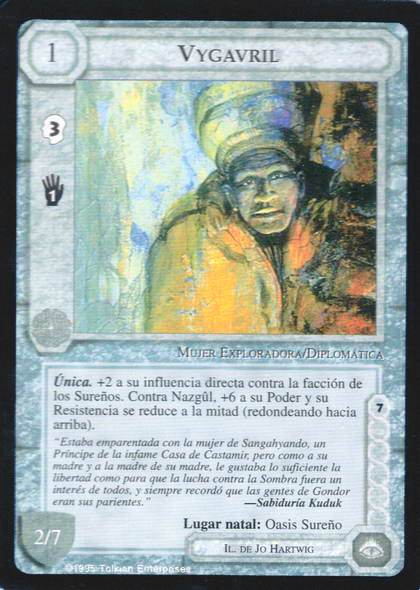 1
VYGAVRIL
3
1
MUJER EXPLORADORA/DIPLOMÁTICA
Única. +2 a su influencia directa contra la facción de
los Sureños. Contra Nazgûl, +6 a su Poder y su
Resistencia se reduce a la mitad (redondeando hacia
arriba).
7
“Estaba emparentada con la mujer de Sangahyando, un
Príncipe de la infame Casa de Castamir, pero como a su
madre y a la madre de su madre, le gustaba lo suficiente la
libertad como para que la lucha contra la Sombra fuera un
interés de todos, y siempre recordó que las gentes de Gondor
eran sus parientes.” —Sabiduría Kuduk
Lugar natal: Oasis Sureño
2/7
IL. DE JO HARTWIG
©1995 Tolkien Enterprises